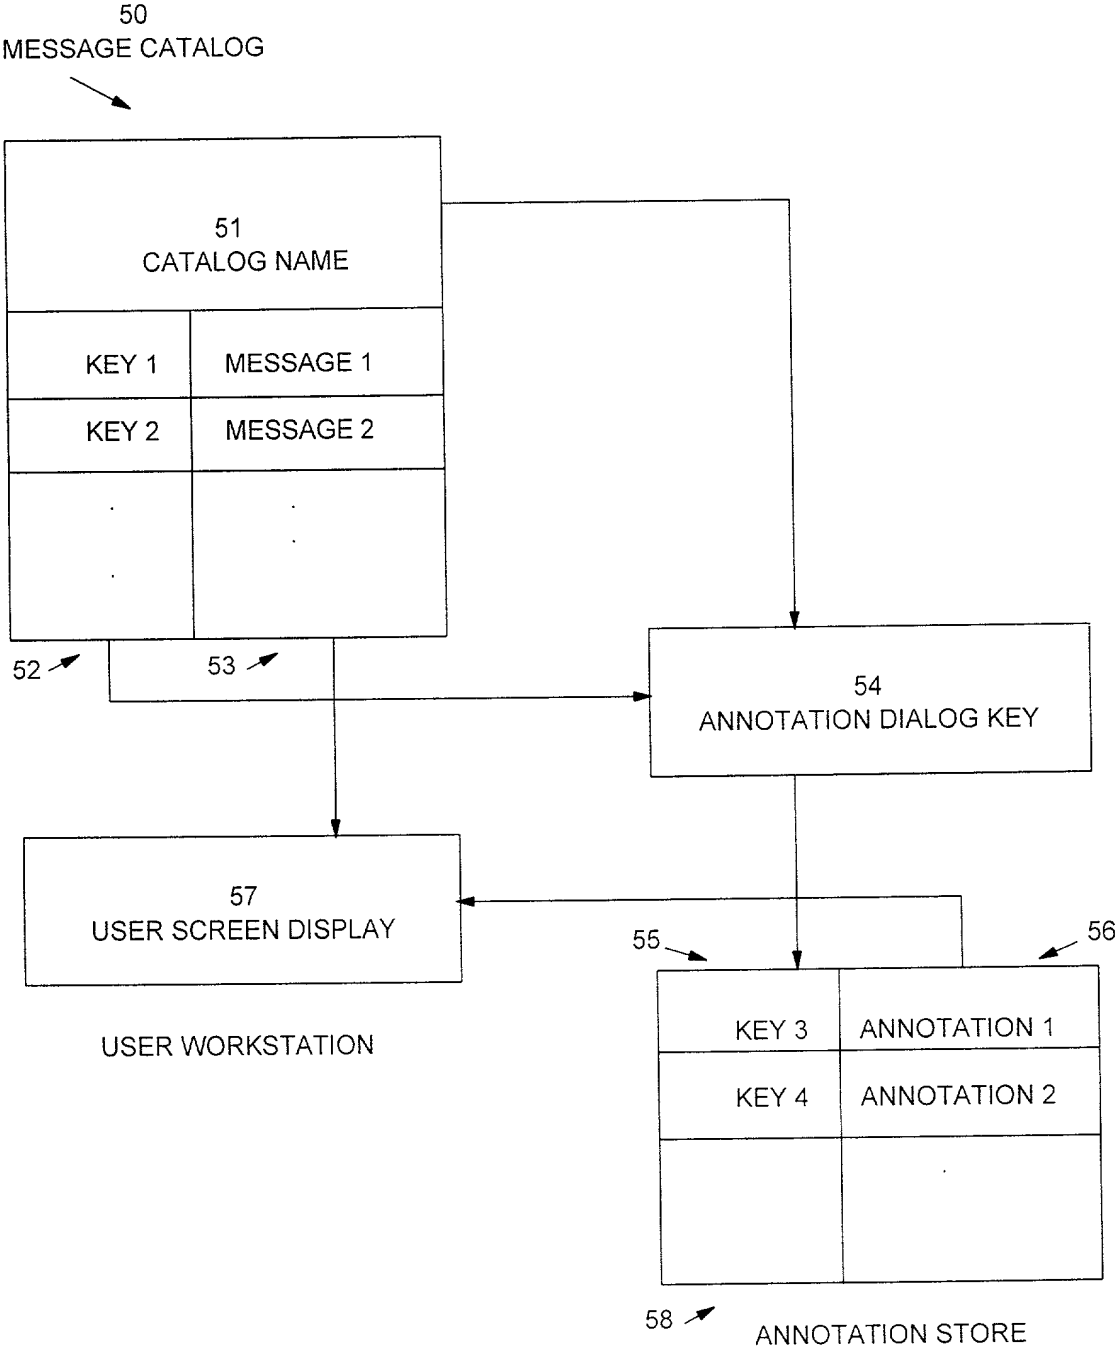 50
MESSAGE CATALOG
51
CATALOG NAME
KEY 1 MESSAGE 1
KEY 2 MESSAGE 2
52 53
54
ANNOTATION DIALOG KEY
57
USER SCREEN DISPLAY
USER WORKSTATION
55 56
KEY 3 ANNOTATION 1
KEY 4 ANNOTATION 2
58
ANNOTATION STORE